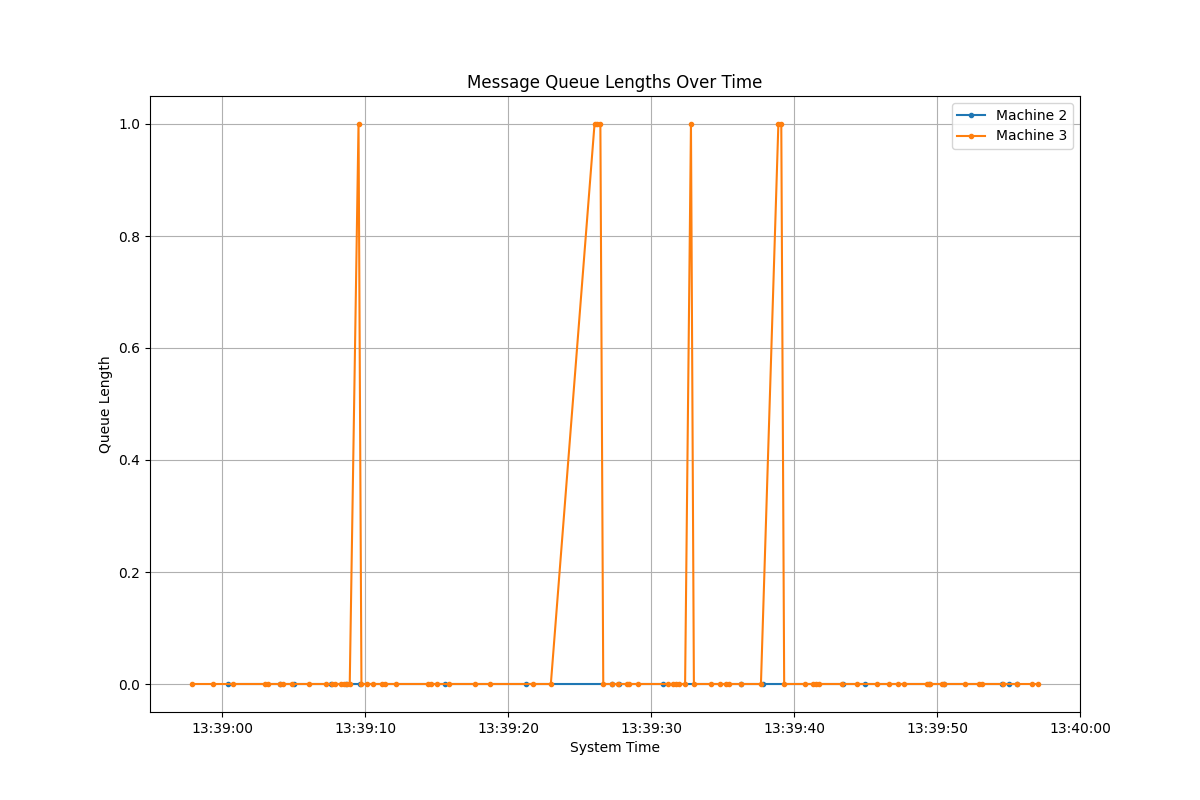 Message Queue Lengths Over Time
Machine 2
Machine 3
Queue Length
1.0
0.8
0.6
0.4
0.2
0.0
13:39:00 13:39:10 13:39:20 13:39:30 13:39:40 13:39:50 13:40:00
System Time